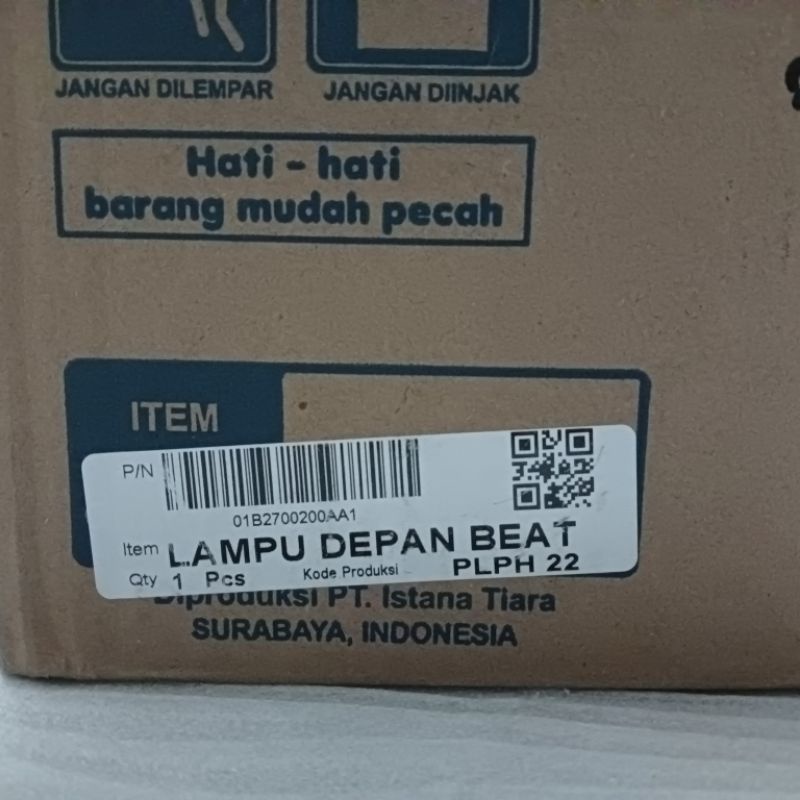 JANGAN DILEMPAR JANGAN DIINJAK
Hati - hati
barang mudah pecah
ITEM
P/N
01B2700200AA1
Item LAMPU DEPAN BEAT
Qty 1 Pcs Kode Produksi PLPH 22
Diproduksi PT. Istana Tiara
SURABAYA, INDONESIA